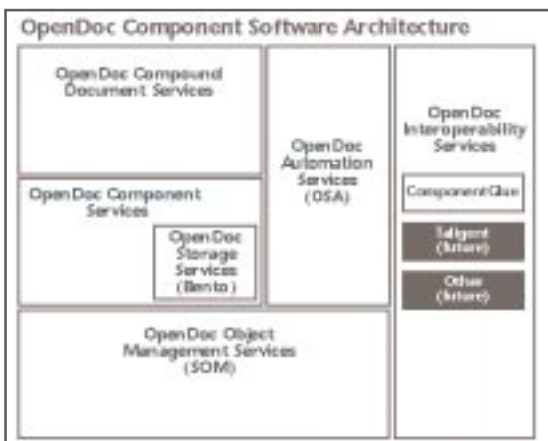 OpenDoc Component Software Architecture
OpenDoc Compound
Document Services
OpenDoc Component
Services
OpenDoc
Storage
Services
(Bento)
OpenDoc
Automation
Services
(OSA)
OpenDoc Object
Management Services
(SOM)
OpenDoc
Interoperability
Services
ComponentGlue
Taligent
(future)
Other
(future)